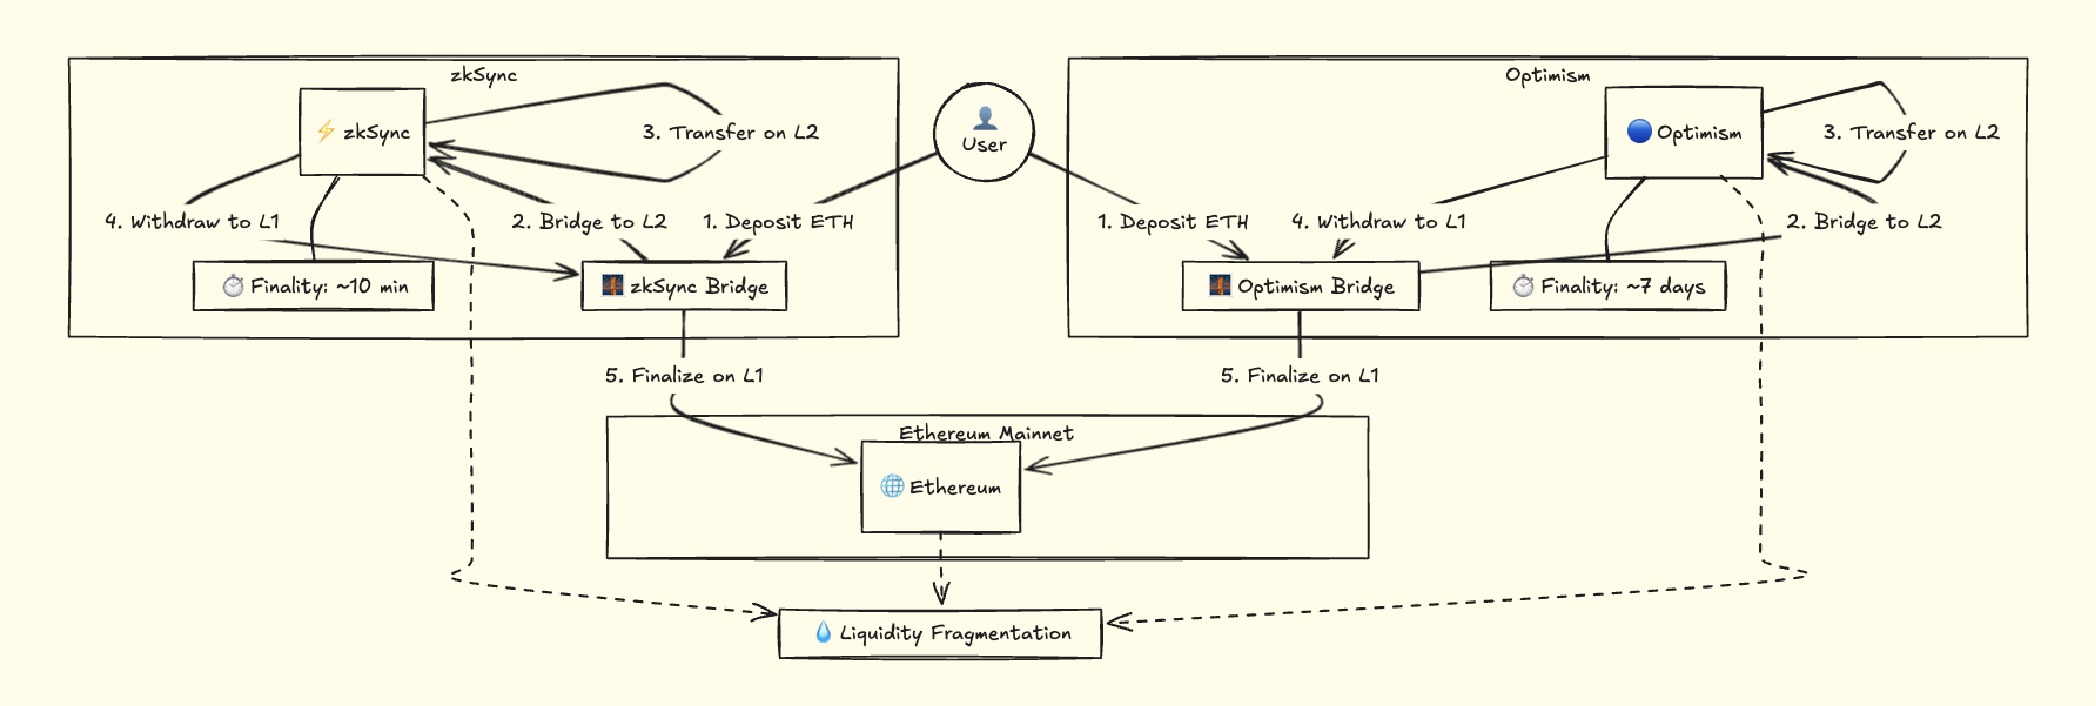 zkSync
Optimism
⚡ zkSync
3. Transfer on L2
👤
User
🔵 Optimism
3. Transfer on L2
4. Withdraw to L1
2. Bridge to L2
1. Deposit ETH
1. Deposit ETH
4. Withdraw to L1
2. Bridge to L2
⏱ Finality: ~10 min
🌉 zkSync Bridge
🌉 Optimism Bridge
⏱ Finality: ~7 days
5. Finalize on L1
5. Finalize on L1
Ethereum Mainnet
🌐 Ethereum
💧 Liquidity Fragmentation